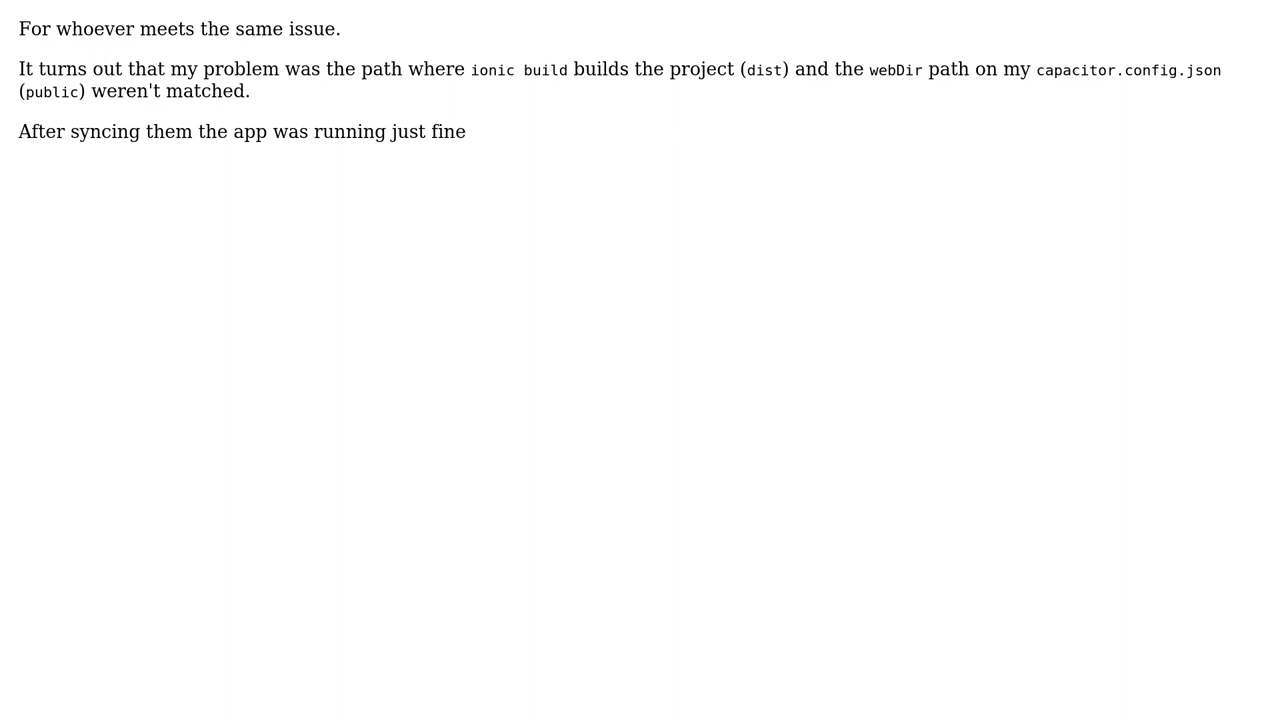 For whoever meets the same issue.
It turns out that my problem was the path where ionic build builds the project (dist) and the webDir path on my capacitor.config.json
(public) weren't matched.
After syncing them the app was running just fine